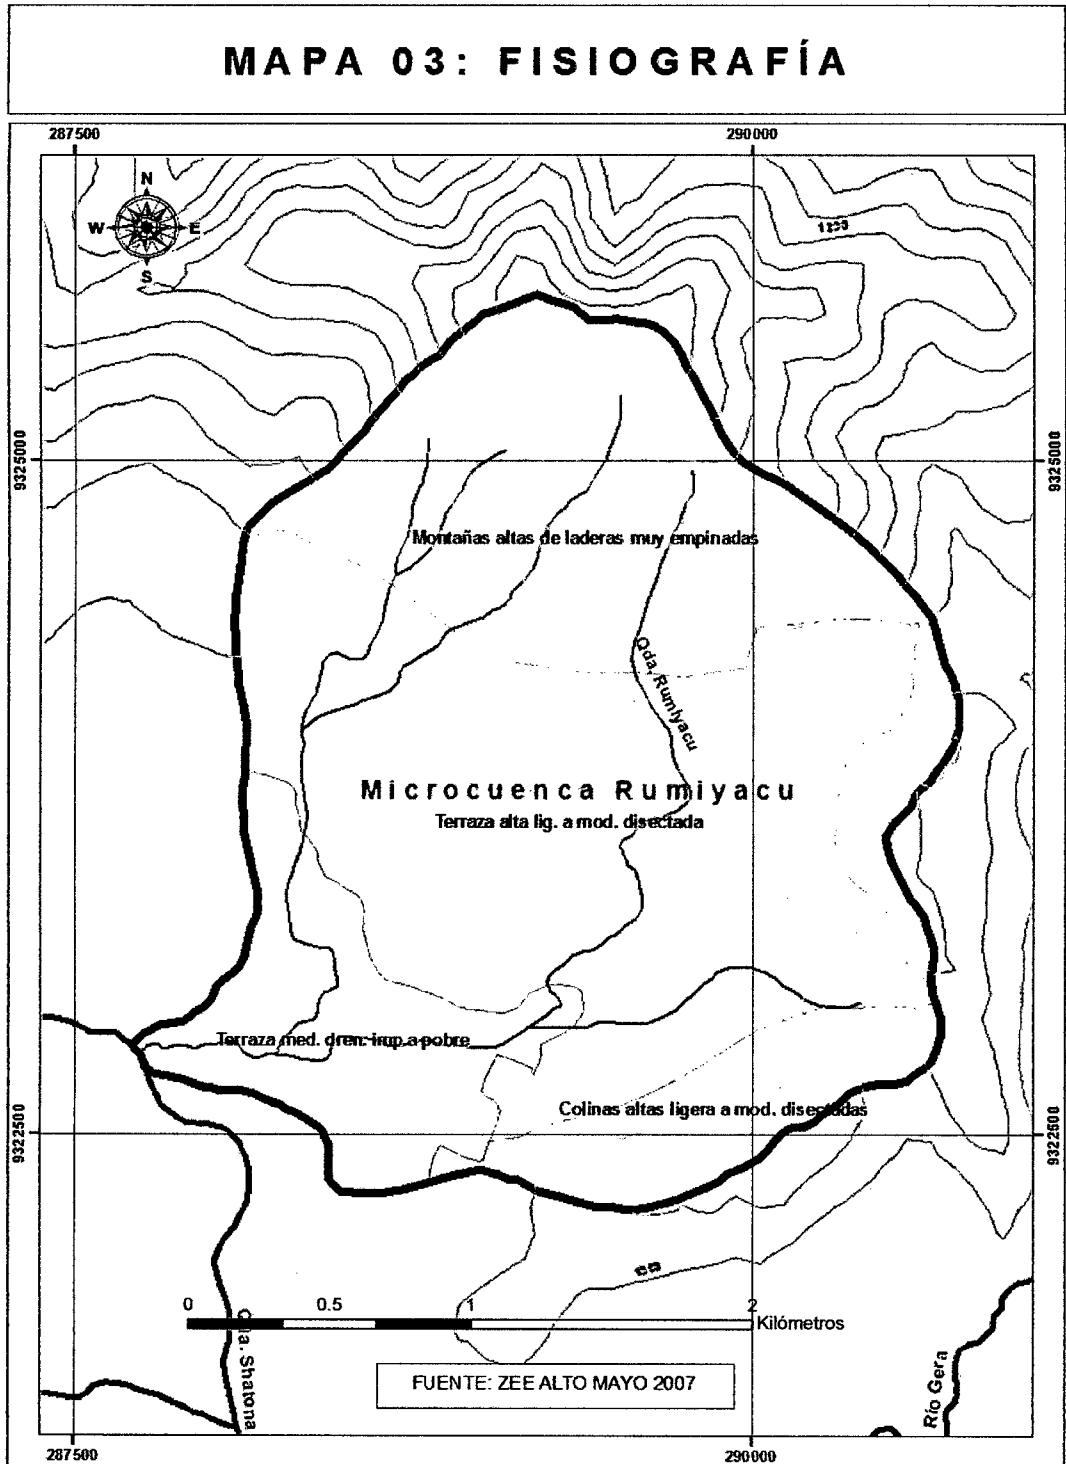 MAPA 03: FISIOGRAFÍA
287500
290000
N
W
E
S
9325000
9325000
Montañas altas de laderas muy empinadas
Qda. Rumiyacu
Microcuenca Rumiyacu
Terraza alta lig. a mod. disectada
Terraza med. dren. imp. a pobre
Colinas altas ligera a mod. disectadas
9322500
9322500
0
0.5
1
2
Kilómetros
Qda. Shatona
FUENTE: ZEE ALTO MAYO 2007
Río Gera
287500
290000